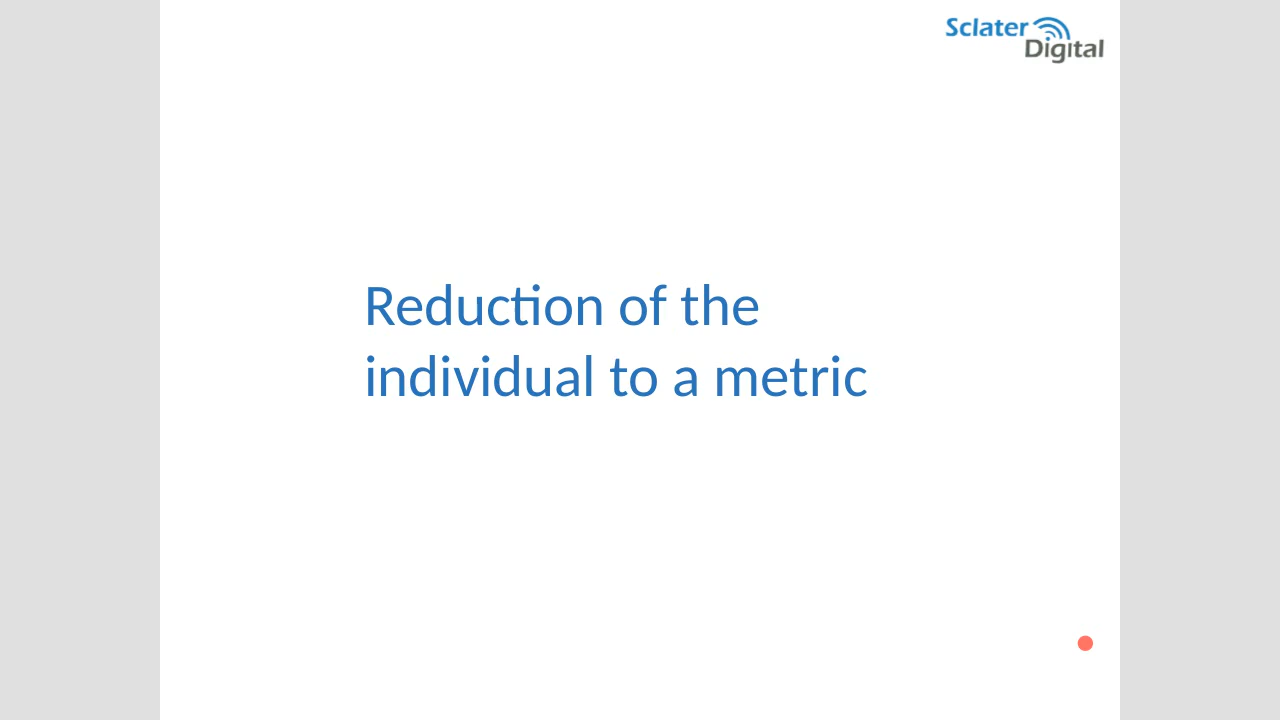 Sclater
Digital
Reduction of the
individual to a metric